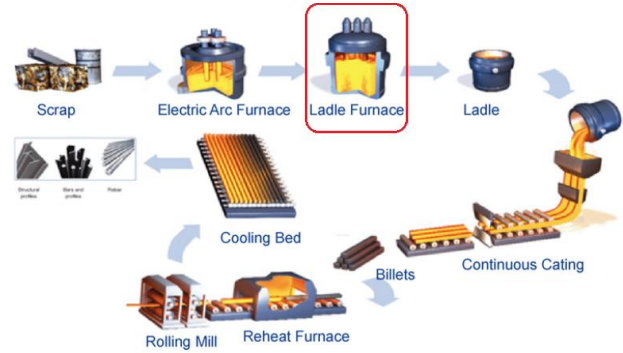 Scrap
Electric Arc Furnace
Ladle Furnace
Ladle
Structural
profiles
Bars and
profiles
Rebar
Cooling Bed
Billets
Continuous Cating
Rolling Mill
Reheat Furnace